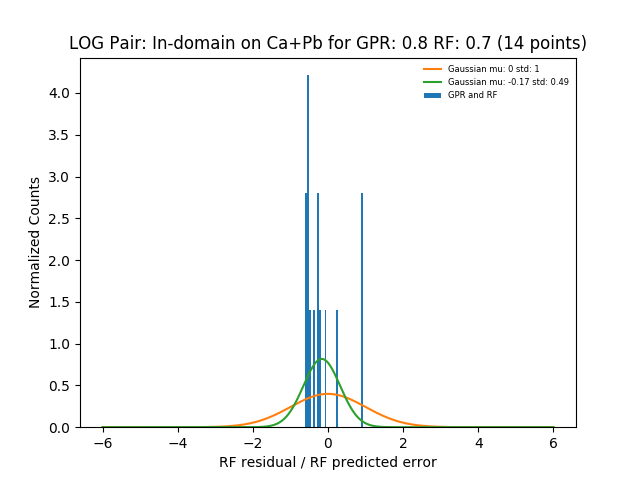 LOG Pair: In-domain on Ca+Pb for GPR: 0.8 RF: 0.7 (14 points)
Gaussian mu: 0 std: 1
Gaussian mu: -0.17 std: 0.49
GPR and RF
Normalized Counts
4.0
3.5
3.0
2.5
2.0
1.5
1.0
0.5
0.0
−6 −4 −2 0 2 4 6
RF residual / RF predicted error